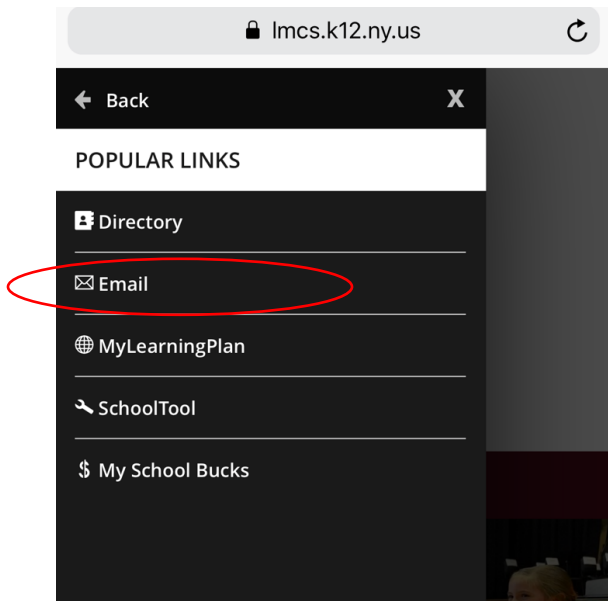 lmcs.k12.ny.us
Back X
POPULAR LINKS
Directory
Email
MyLearningPlan
SchoolTool
$ My School Bucks